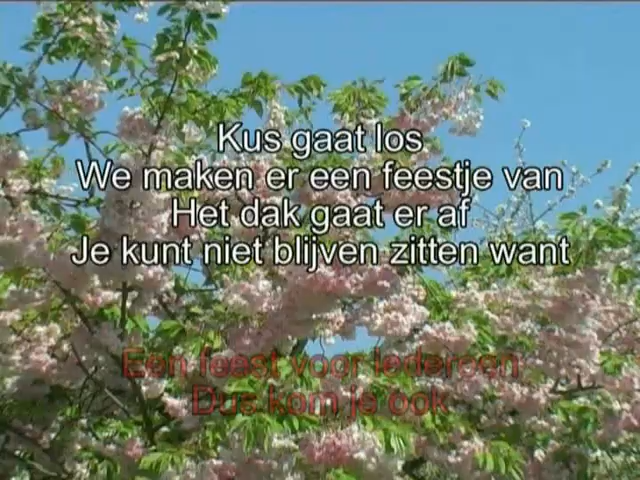 Kus gaat los
We maken er een feestje van
Het dak gaat er af
Je kunt niet blijven zitten want
Een feest voor iedereen
Dus kom je ook